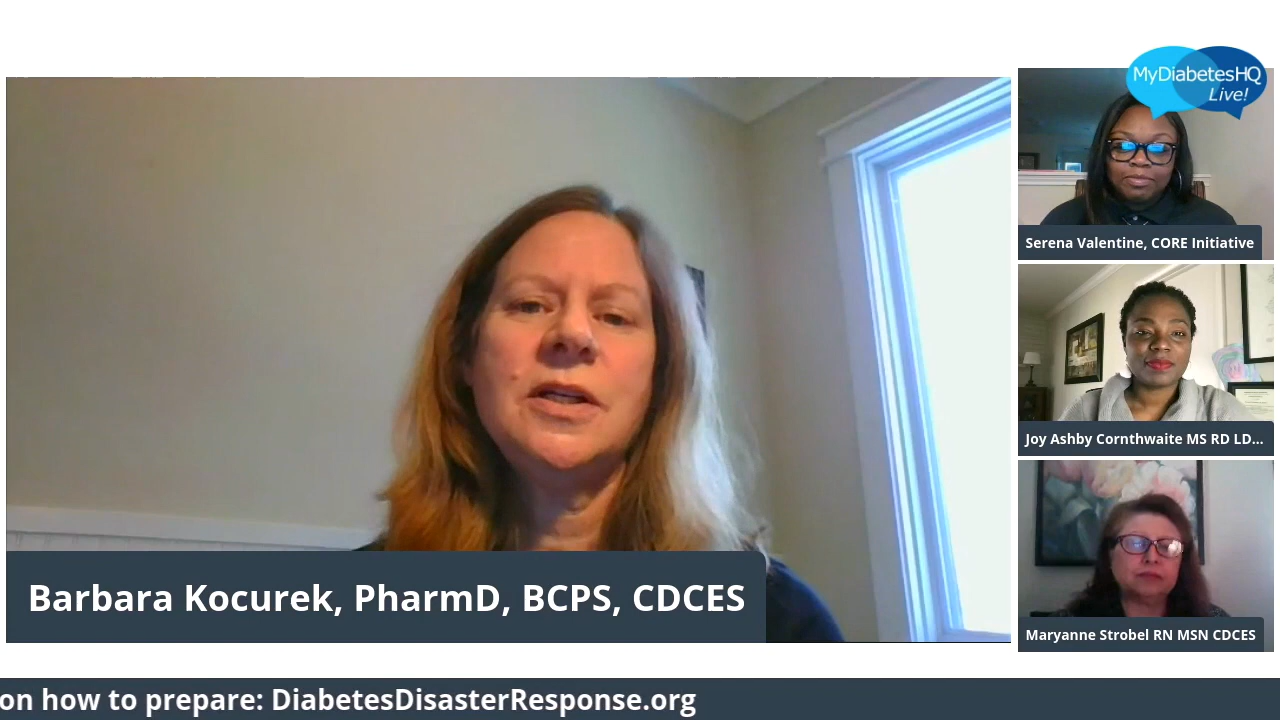 MyDiabetesHQ
Live!
Serena Valentine, CORE Initiative
Joy Ashby Cornthwaite MS RD LD...
Maryanne Strobel RN MSN CDCES
Barbara Kocurek, PharmD, BCPS, CDCES
on how to prepare: DiabetesDisasterResponse.org